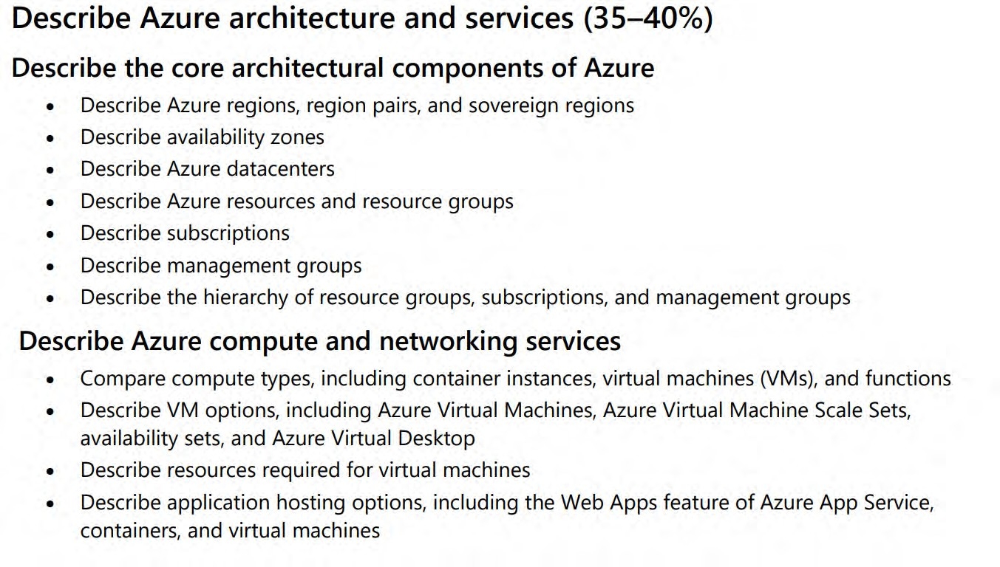 Describe Azure architecture and services (35–40%)
Describe the core architectural components of Azure
• Describe Azure regions, region pairs, and sovereign regions
• Describe availability zones
• Describe Azure datacenters
• Describe Azure resources and resource groups
• Describe subscriptions
• Describe management groups
• Describe the hierarchy of resource groups, subscriptions, and management groups
Describe Azure compute and networking services
• Compare compute types, including container instances, virtual machines (VMs), and functions
• Describe VM options, including Azure Virtual Machines, Azure Virtual Machine Scale Sets,
availability sets, and Azure Virtual Desktop
• Describe resources required for virtual machines
• Describe application hosting options, including the Web Apps feature of Azure App Service,
containers, and virtual machines